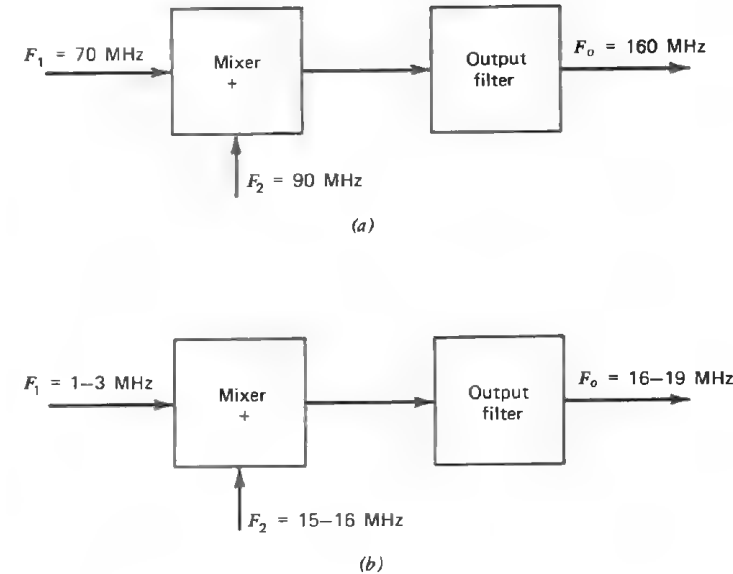 F₁ = 70 MHz
Mixer
+
Output
filter
Fₒ = 160 MHz
F₂ = 90 MHz
(a)
F₁ = 1–3 MHz
Mixer
+
Output
filter
Fₒ = 16–19 MHz
F₂ = 15–16 MHz
(b)